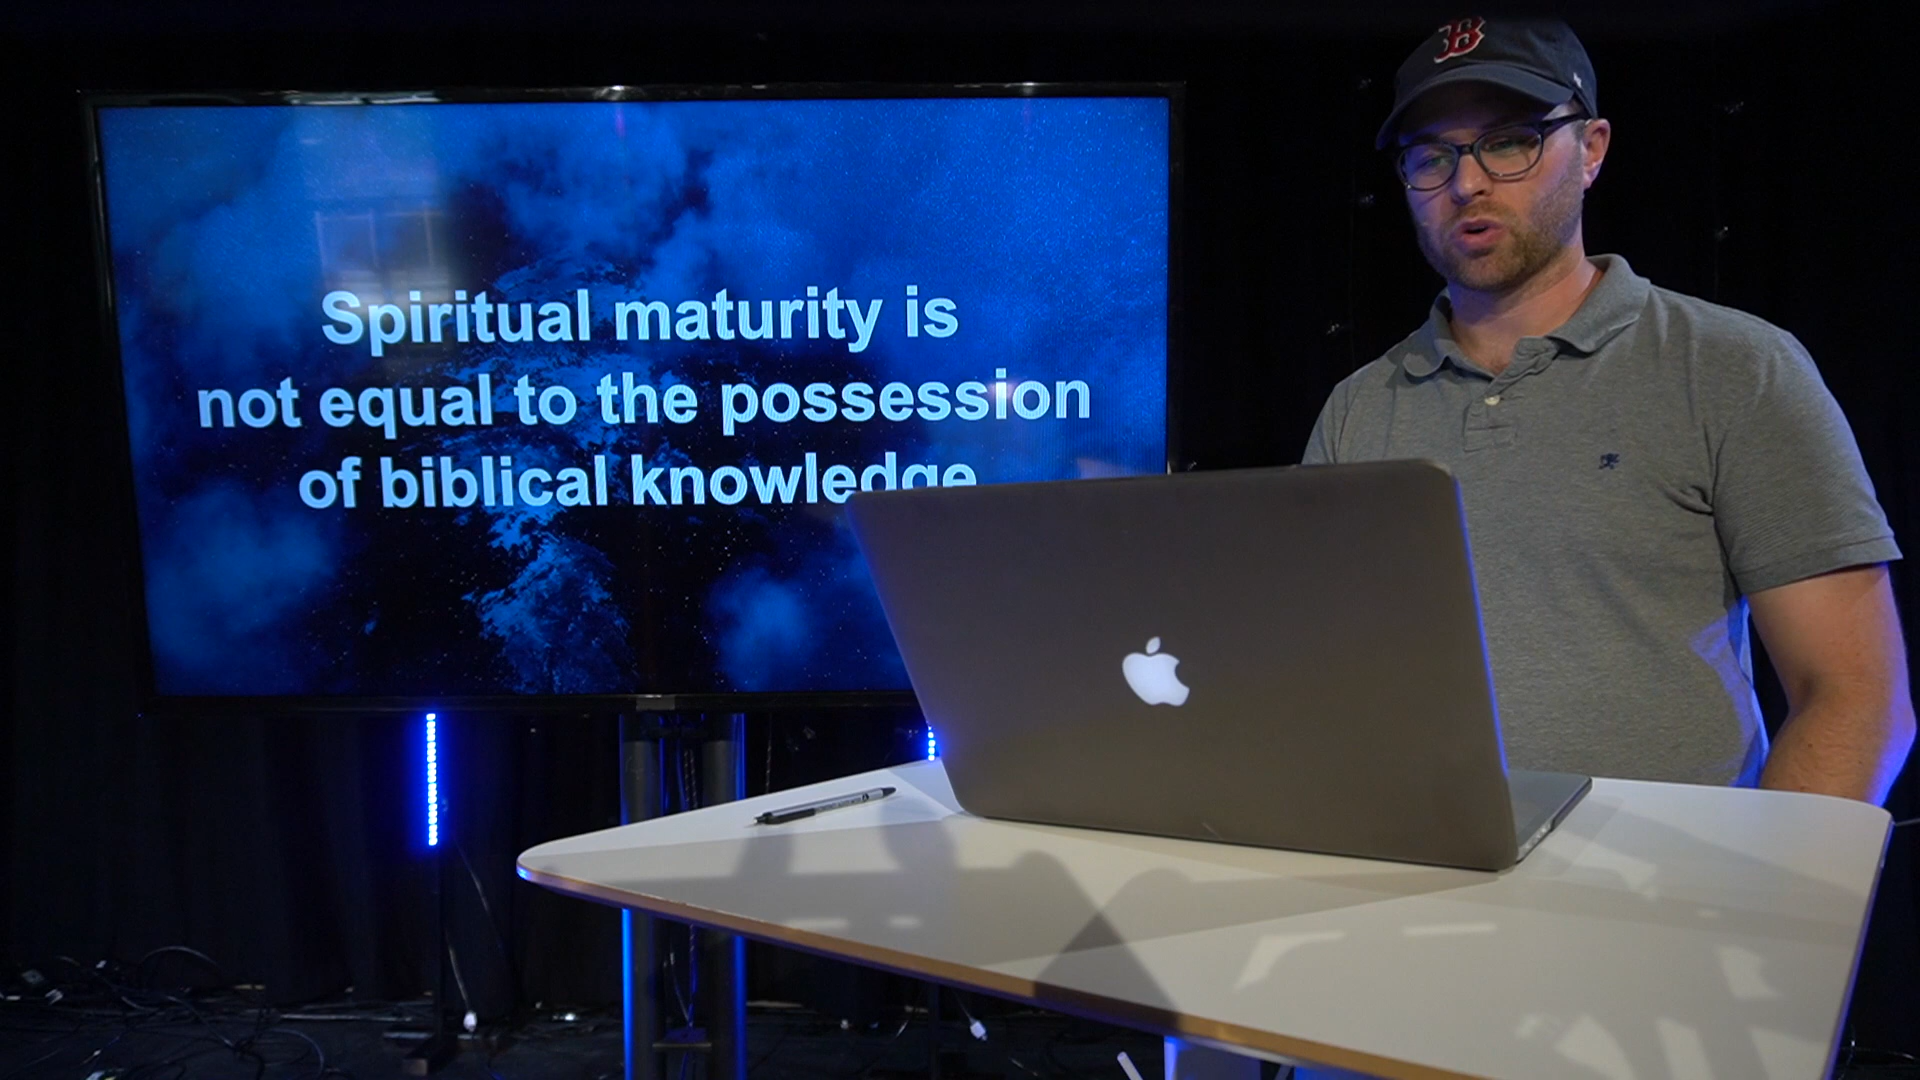 Spiritual maturity is
not equal to the possession
of biblical knowledge
B